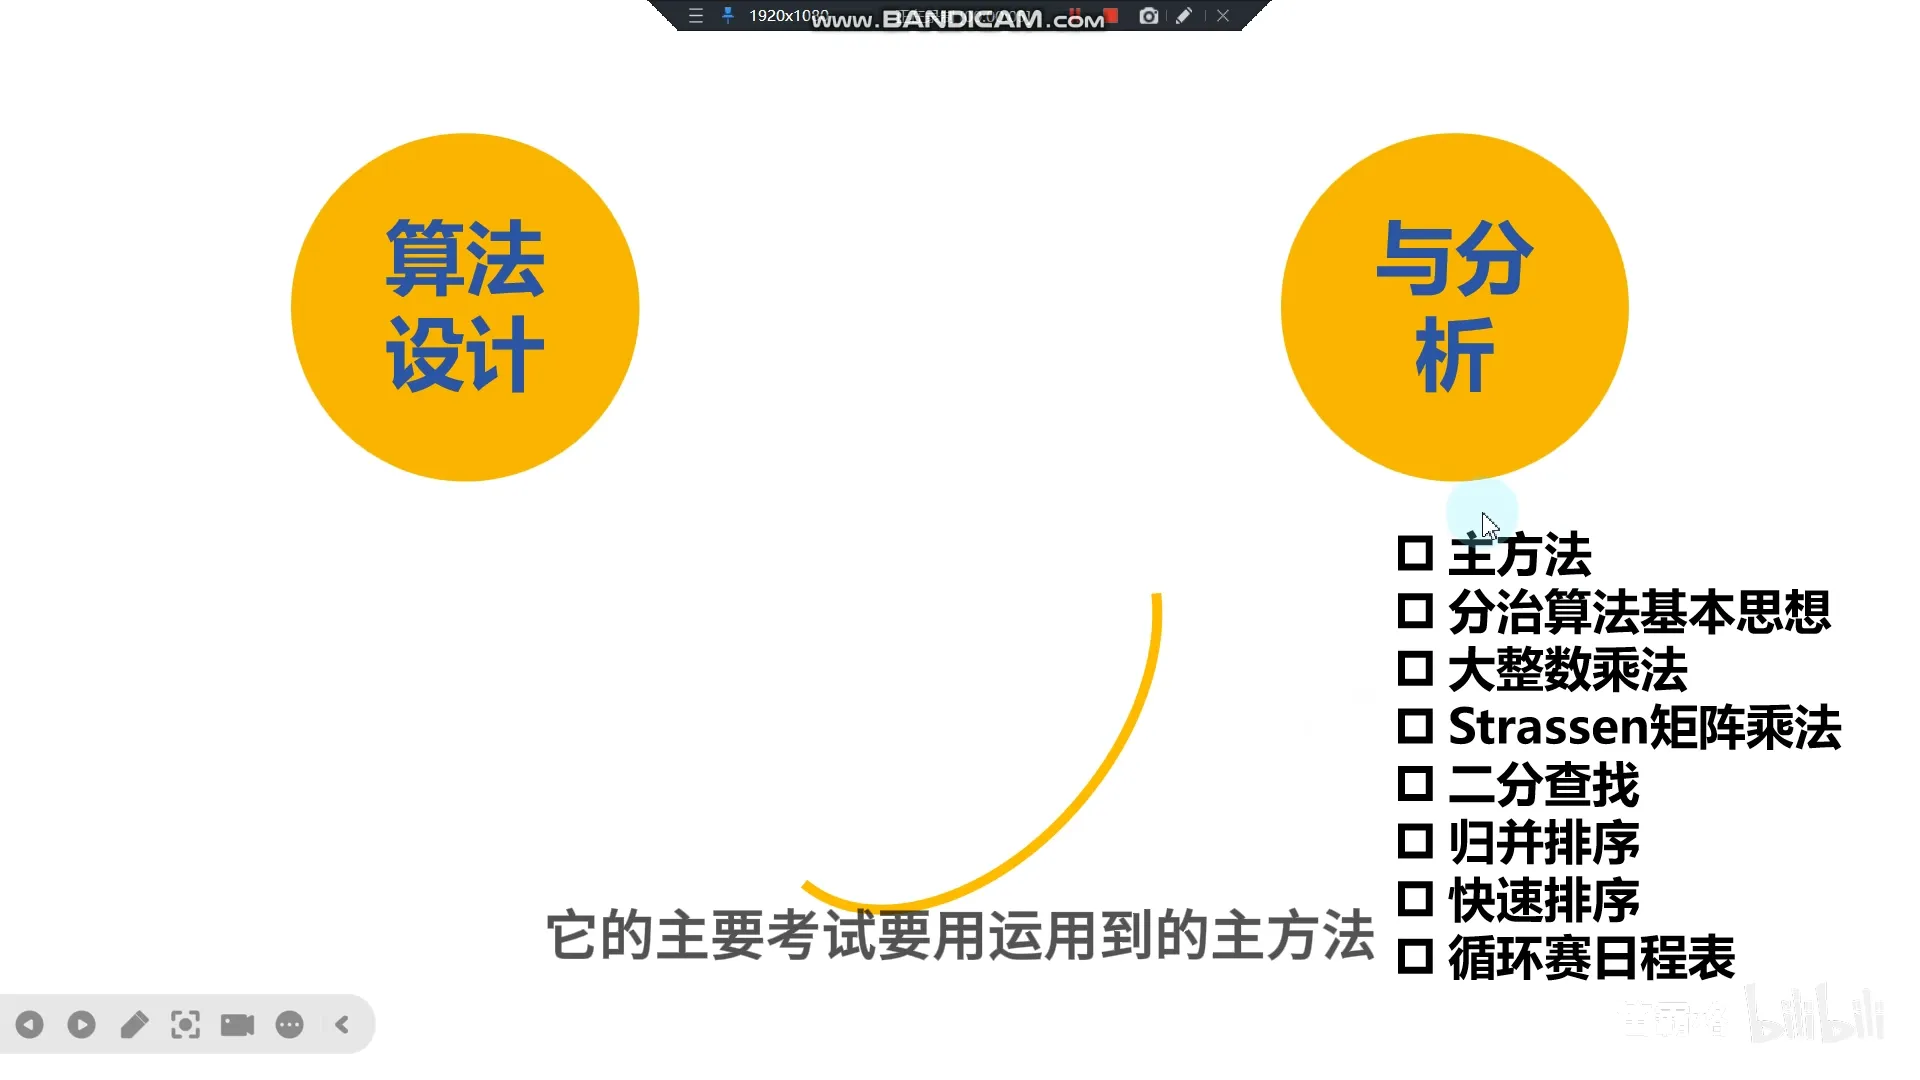 1920x1080
www.BANDICAM.com
算法
设计
与分
析
主方法
分治算法基本思想
大整数乘法
Strassen矩阵乘法
二分查找
归并排序
快速排序
循环赛日程表
它的主要考试要用运用到的主方法
bilibili